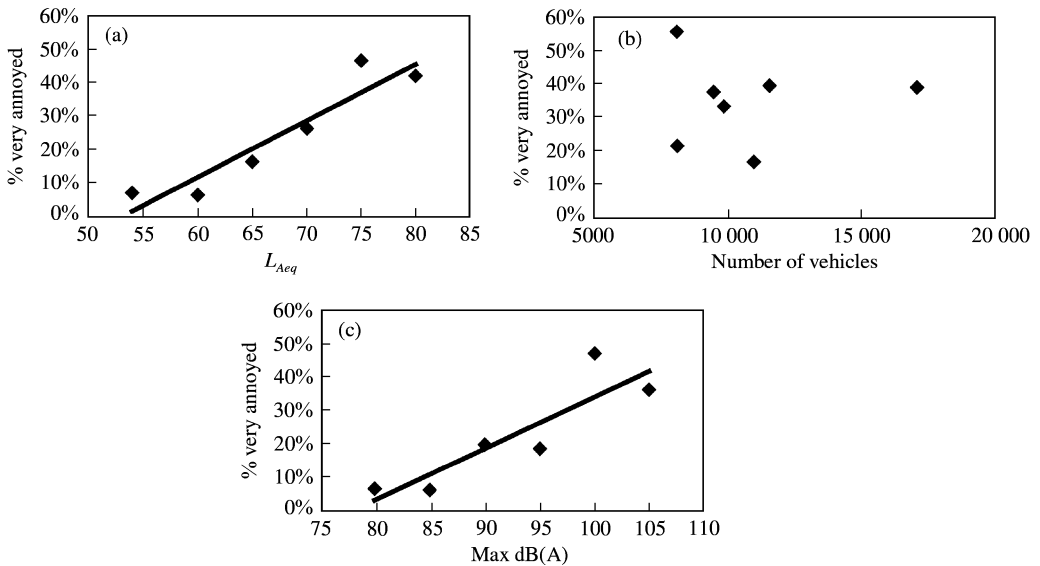 (a)
% very annoyed
60%
50%
40%
30%
20%
10%
0%
50 55 60 65 70 75 80 85
L_Aeq
(b)
% very annoyed
60%
50%
40%
30%
20%
10%
0%
5000 10 000 15 000 20 000
Number of vehicles
(c)
% very annoyed
60%
50%
40%
30%
20%
10%
0%
75 80 85 90 95 100 105 110
Max dB(A)